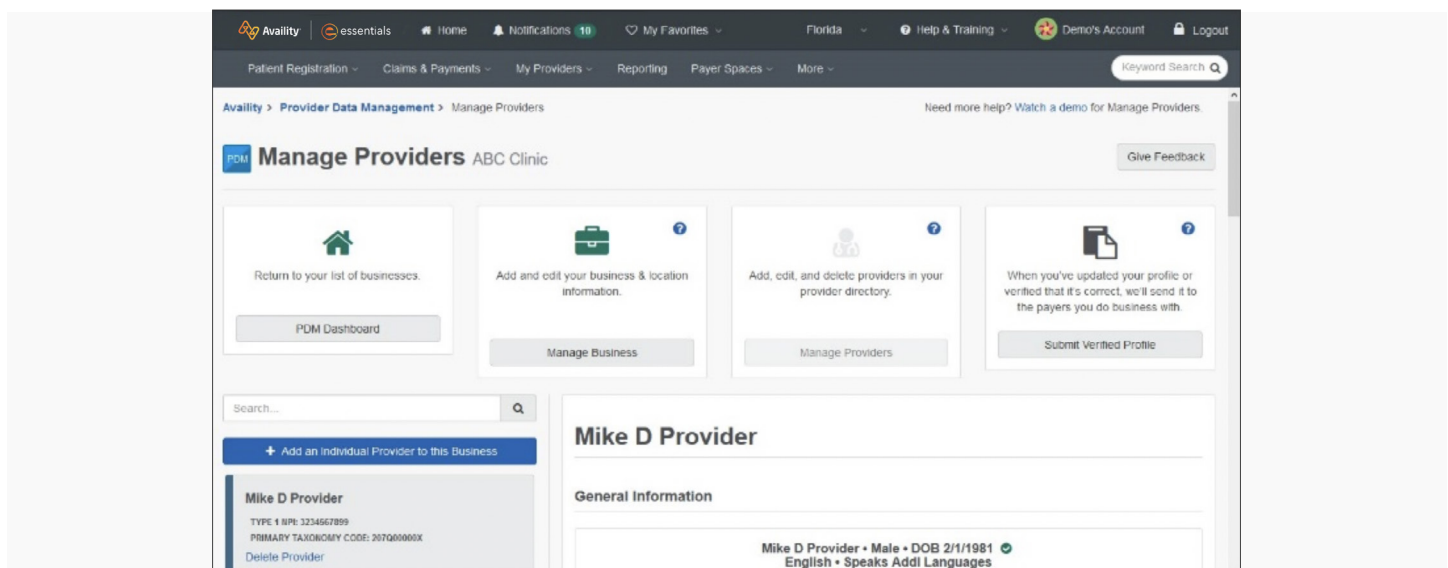 Availity essentials Home Notifications 10 My Favorites Florida Help & Training Demo's Account Logout
Patient Registration Claims & Payments My Providers Reporting Payer Spaces More Keyword Search
Availity > Provider Data Management > Manage Providers Need more help? Watch a demo for Manage Providers.
PDM Manage Providers ABC Clinic Give Feedback
Return to your list of businesses.
PDM Dashboard
Add and edit your business & location
information.
Manage Business
Add, edit, and delete providers in your
provider directory.
Manage Providers
When you've updated your profile or
verified that it's correct, we'll send it to
the payers you do business with.
Submit Verified Profile
Search...
+ Add an Individual Provider to this Business
Mike D Provider
TYPE 1 NPI: 3234567899
PRIMARY TAXONOMY CODE: 207Q00000X
Delete Provider
Mike D Provider
General Information
Mike D Provider • Male • DOB 2/1/1981
English • Speaks Addl Languages